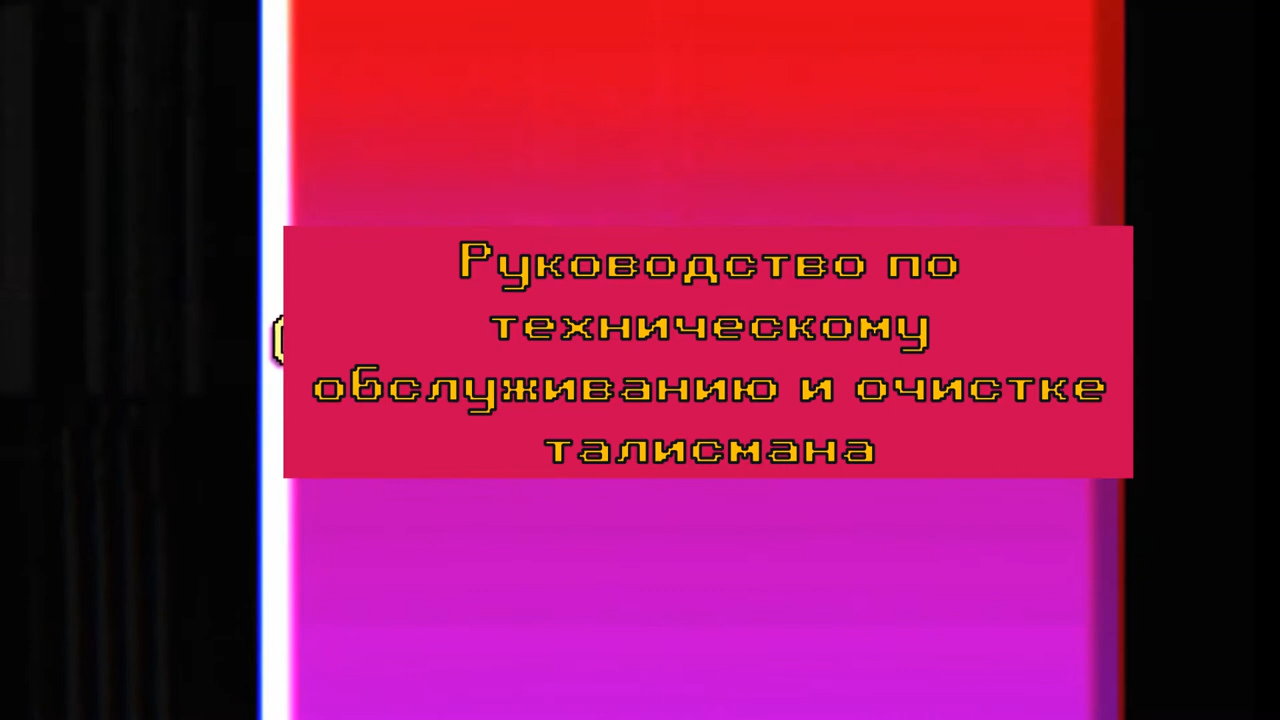 Руководство по
техническому
обслуживанию и очистке
талисмана